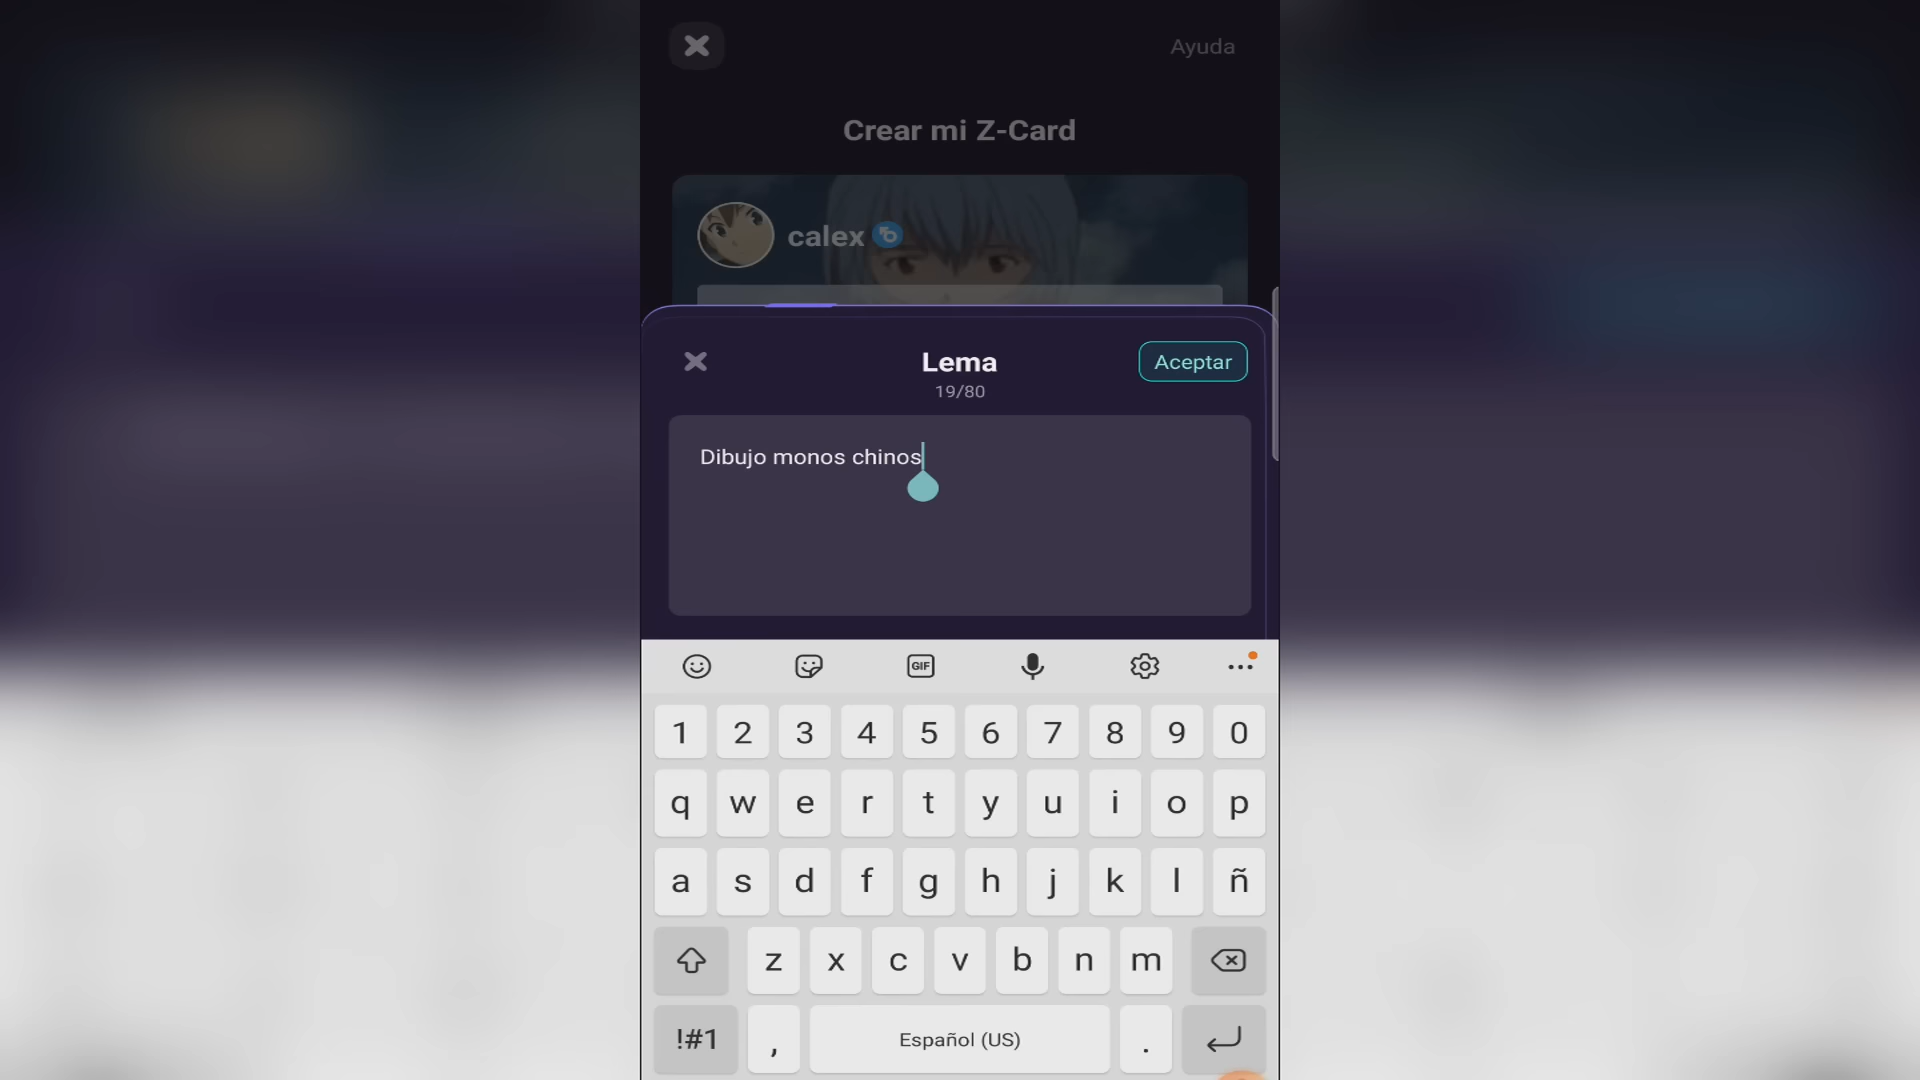 Ayuda
Crear mi Z-Card
calex
Lema
Aceptar
19/80
Dibujo monos chinos
GIF
1 2 3 4 5 6 7 8 9 0
q w e r t y u i o p
a s d f g h j k l ñ
z x c v b n m
!#1 , Español (US) .